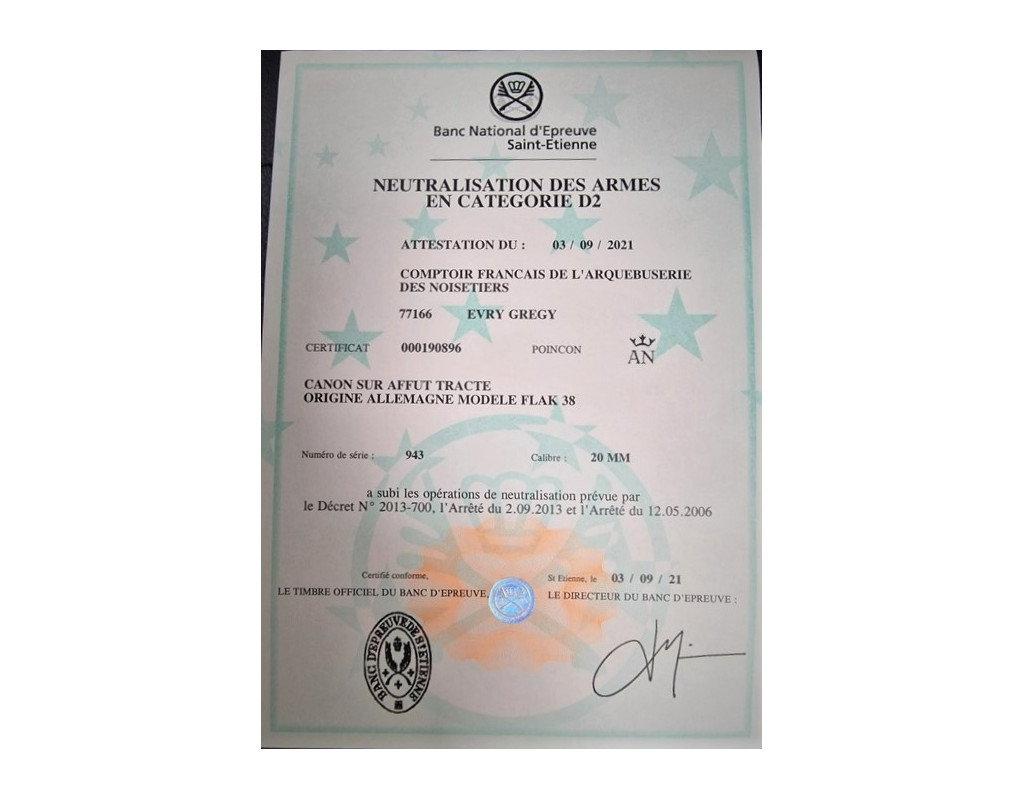 Banc National d'Epreuve
Saint-Etienne
NEUTRALISATION DES ARMES
EN CATEGORIE D2
ATTESTATION DU : 03 / 09 / 2021
COMPTOIR FRANCAIS DE L'ARQUEBUSERIE
DES NOISETIERS
77166 EVRY GREGY
CERTIFICAT 000190896 POINCON AN
CANON SUR AFFUT TRACTE
ORIGINE ALLEMAGNE MODELE FLAK 38
Numéro de série : 943 Calibre : 20 MM
a subi les opérations de neutralisation prévue par
le Décret N° 2013-700, l'Arrêté du 2.09.2013 et l'Arrêté du 12.05.2006
Certifié conforme, St Etienne, le 03 / 09 / 21
LE TIMBRE OFFICIEL DU BANC D'EPREUVE, LE DIRECTEUR DU BANC D'EPREUVE :
BANC D'EPREUVE DE ST ETIENNE